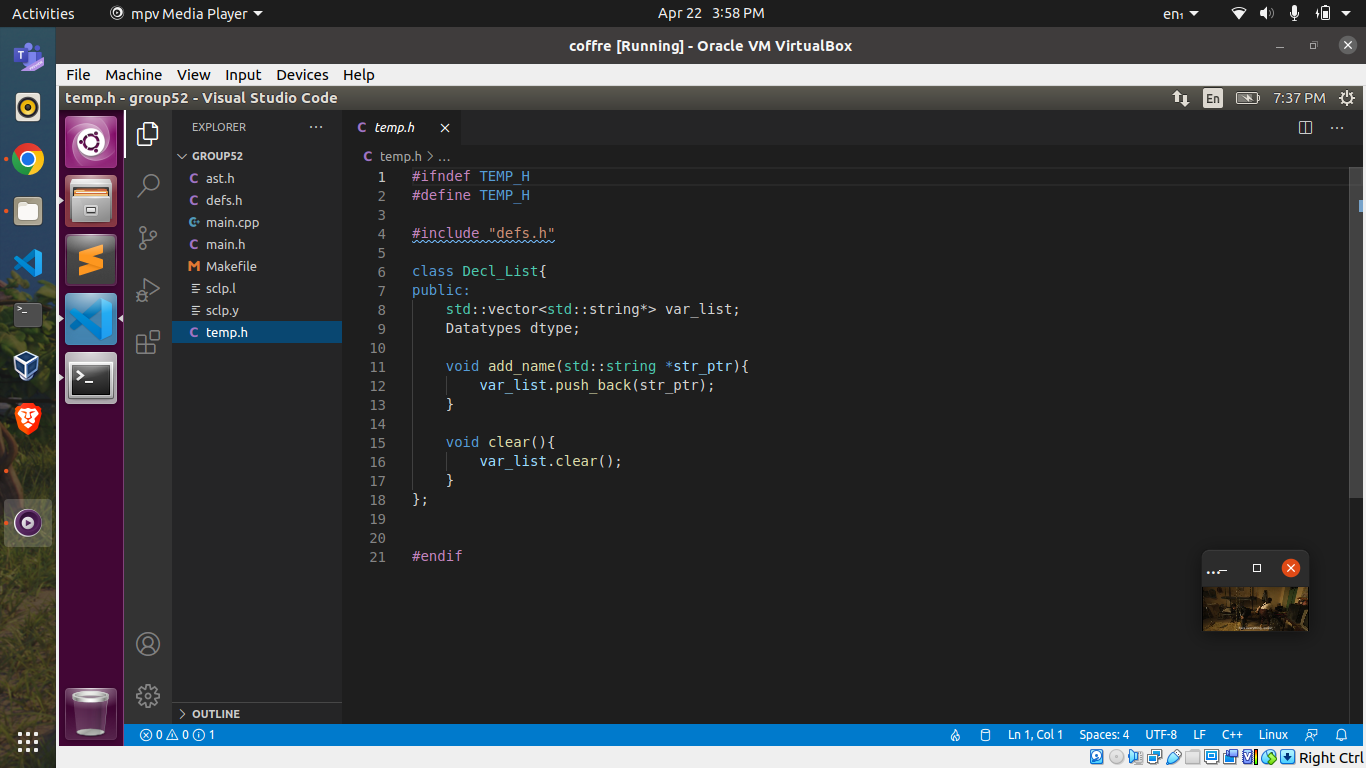 Activities mpv Media Player Apr 22 3:58 PM en₁
coffre [Running] - Oracle VM VirtualBox
File Machine View Input Devices Help
temp.h - group52 - Visual Studio Code En 7:37 PM
EXPLORER
GROUP52
ast.h
defs.h
main.cpp
main.h
Makefile
sclp.l
sclp.y
temp.h
OUTLINE
temp.h
temp.h > ...
1 #ifndef TEMP_H
2 #define TEMP_H
3
4 #include "defs.h"
5
6 class Decl_List{
7 public:
8 std::vector<std::string*> var_list;
9 Datatypes dtype;
10
11 void add_name(std::string *str_ptr){
12 var_list.push_back(str_ptr);
13 }
14
15 void clear(){
16 var_list.clear();
17 }
18 };
19
20
21 #endif
0 0 1 Ln 1, Col 1 Spaces: 4 UTF-8 LF C++ Linux
Right Ctrl